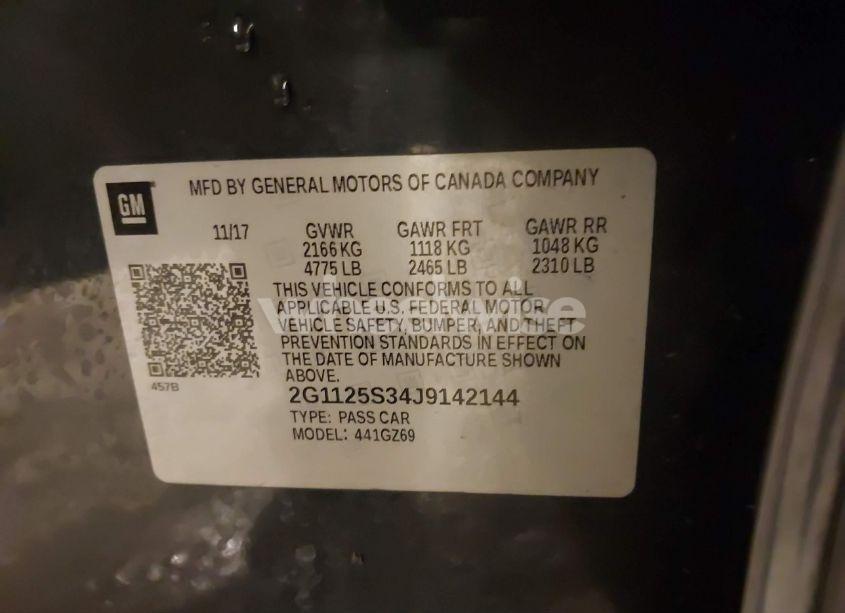 MFD BY GENERAL MOTORS OF CANADA COMPANY
GM
11/17 GVWR GAWR FRT GAWR RR
2166 KG 1118 KG 1048 KG
4775 LB 2465 LB 2310 LB
THIS VEHICLE CONFORMS TO ALL
APPLICABLE U.S. FEDERAL MOTOR
VEHICLE SAFETY, BUMPER, AND THEFT
PREVENTION STANDARDS IN EFFECT ON
THE DATE OF MANUFACTURE SHOWN
ABOVE.
457B
2G1125S34J9142144
TYPE: PASS CAR
MODEL: 441GZ69